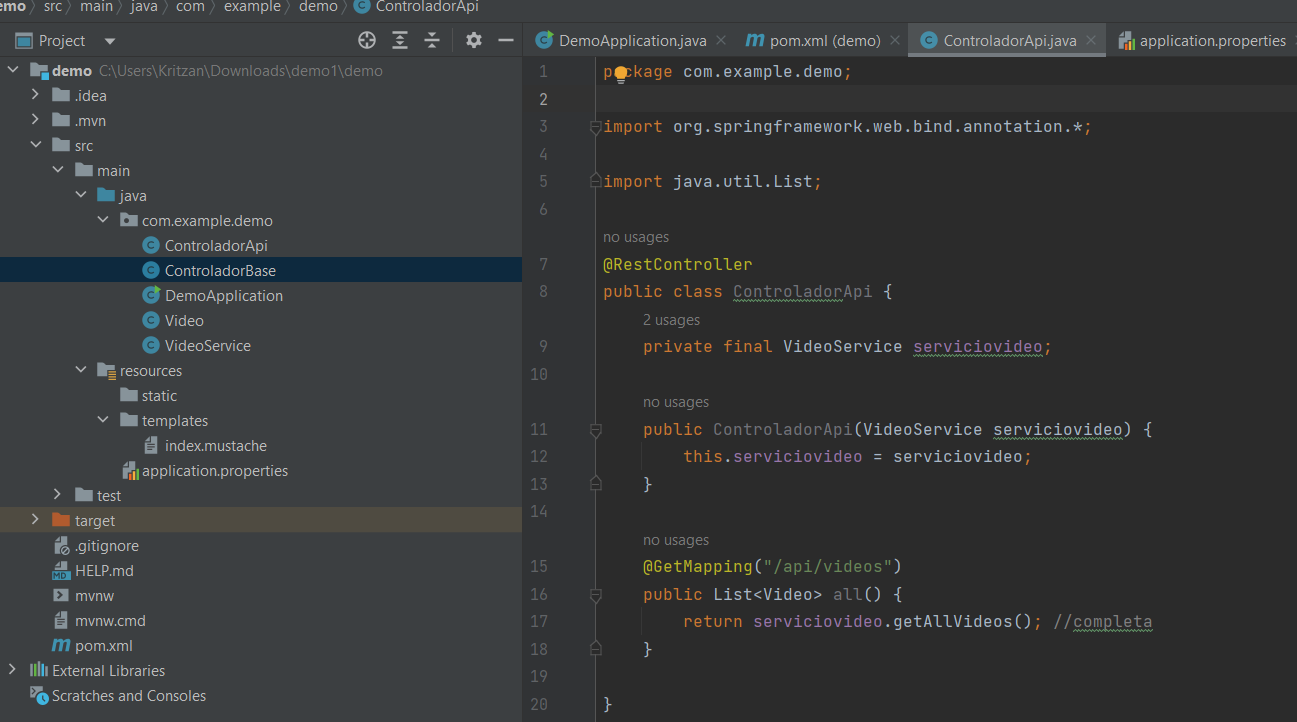 emo > src > main > java > com > example > demo > ControladorApi
Project
DemoApplication.java
pom.xml (demo)
ControladorApi.java
application.properties
demo C:\Users\Kritzan\Downloads\demo1\demo
.idea
.mvn
src
main
java
com.example.demo
ControladorApi
ControladorBase
DemoApplication
Video
VideoService
resources
static
templates
index.mustache
application.properties
test
target
.gitignore
HELP.md
mvnw
mvnw.cmd
pom.xml
External Libraries
Scratches and Consoles
1 package com.example.demo;
2
3 import org.springframework.web.bind.annotation.*;
4
5 import java.util.List;
6
no usages
7 @RestController
8 public class ControladorApi {
2 usages
9 private final VideoService serviciovideo;
10
no usages
11 public ControladorApi(VideoService serviciovideo) {
12 this.serviciovideo = serviciovideo;
13 }
14
no usages
15 @GetMapping("/api/videos")
16 public List<Video> all() {
17 return serviciovideo.getAllVideos(); //completa
18 }
19
20 }